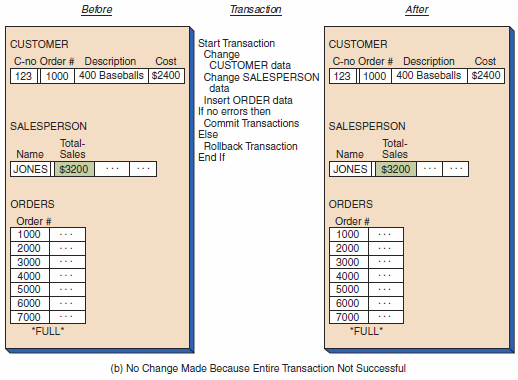 Before
Transaction
After
CUSTOMER
C-no Order # Description Cost
123 1000 400 Baseballs $2400
SALESPERSON
Total-
Name Sales
JONES $3200 ... ...
ORDERS
Order #
1000 ...
2000 ...
3000 ...
4000 ...
5000 ...
6000 ...
7000 ...
*FULL*
Start Transaction
Change
CUSTOMER data
Change SALESPERSON
data
Insert ORDER data
If no errors then
Commit Transactions
Else
Rollback Transaction
End If
CUSTOMER
C-no Order # Description Cost
123 1000 400 Baseballs $2400
SALESPERSON
Total-
Name Sales
JONES $3200 ... ...
ORDERS
Order #
1000 ...
2000 ...
3000 ...
4000 ...
5000 ...
6000 ...
7000 ...
*FULL*
(b) No Change Made Because Entire Transaction Not Successful